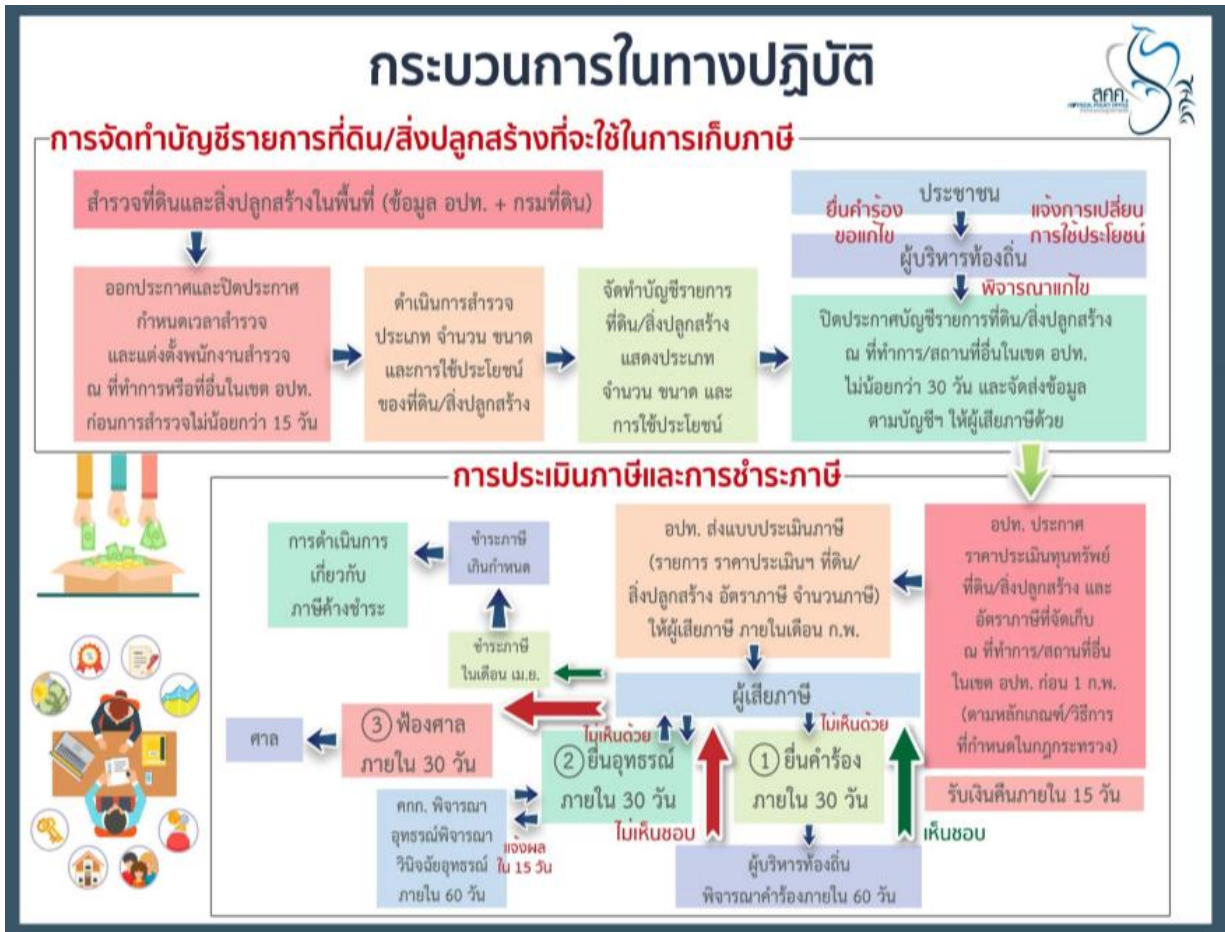 กระบวนการในทางปฏิบัติ
สศค.
การจัดทำบัญชีรายการที่ดิน/สิ่งปลูกสร้างที่จะใช้ในการเก็บภาษี
สำรวจที่ดินและสิ่งปลูกสร้างในพื้นที่ (ข้อมูล อปท. + กรมที่ดิน)
ออกประกาศและปิดประกาศ
กำหนดเวลาสำรวจ
และแต่งตั้งพนักงานสำรวจ
ณ ที่ทำการหรือที่อื่นในเขต อปท.
ก่อนการสำรวจไม่น้อยกว่า 15 วัน
ดำเนินการสำรวจ
ประเภท จำนวน ขนาด
และการใช้ประโยชน์
ของที่ดิน/สิ่งปลูกสร้าง
จัดทำบัญชีรายการ
ที่ดิน/สิ่งปลูกสร้าง
แสดงประเภท
จำนวน ขนาด และ
การใช้ประโยชน์
ประชาชน
ยื่นคำร้อง
ขอแก้ไข
แจ้งการเปลี่ยน
การใช้ประโยชน์
ผู้บริหารท้องถิ่น
พิจารณาแก้ไข
ปิดประกาศบัญชีรายการที่ดิน/สิ่งปลูกสร้าง
ณ ที่ทำการ/สถานที่อื่นในเขต อปท.
ไม่น้อยกว่า 30 วัน และจัดส่งข้อมูล
ตามบัญชีฯ ให้ผู้เสียภาษีด้วย
การประเมินภาษีและการชำระภาษี
อปท. ประกาศ
ราคาประเมินทุนทรัพย์
ที่ดิน/สิ่งปลูกสร้าง และ
อัตราภาษีที่จัดเก็บ
ณ ที่ทำการ/สถานที่อื่น
ในเขต อปท. ก่อน 1 ก.พ.
(ตามหลักเกณฑ์/วิธีการ
ที่กำหนดในกฎกระทรวง)
อปท. ส่งแบบประเมินภาษี
(รายการ ราคาประเมินฯ ที่ดิน/
สิ่งปลูกสร้าง อัตราภาษี จำนวนภาษี)
ให้ผู้เสียภาษี ภายในเดือน ก.พ.
ผู้เสียภาษี
ชำระภาษี
ในเดือน เม.ย.
ชำระภาษี
เกินกำหนด
การดำเนินการ
เกี่ยวกับ
ภาษีค้างชำระ
ไม่เห็นด้วย
① ยื่นคำร้อง
ภายใน 30 วัน
ผู้บริหารท้องถิ่น
พิจารณาคำร้องภายใน 60 วัน
เห็นชอบ
รับเงินคืนภายใน 15 วัน
ไม่เห็นชอบ
ไม่เห็นด้วย
② ยื่นอุทธรณ์
ภายใน 30 วัน
คกก. พิจารณา
อุทธรณ์พิจารณา
วินิจฉัยอุทธรณ์
ภายใน 60 วัน
แจ้งผล
ใน 15 วัน
③ ฟ้องศาล
ภายใน 30 วัน
ศาล